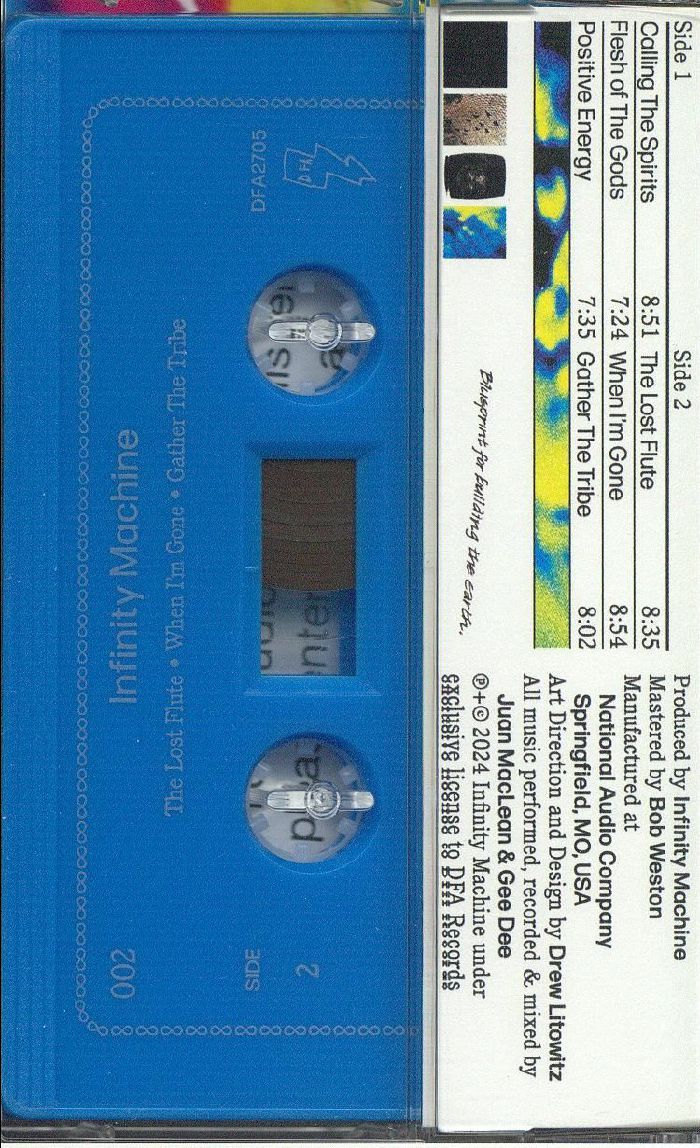 Side 1
Calling The Spirits 8:51
Flesh of The Gods 7:24
Positive Energy 7:35
Side 2
The Lost Flute 8:35
When I'm Gone 8:54
Gather The Tribe 8:02
Blueprint for building the earth.
Produced by Infinity Machine
Mastered by Bob Weston
Manufactured at
National Audio Company
Springfield, MO, USA
Art Direction and Design by Drew Litowitz
All music performed, recorded & mixed by
Juan MacLean & Gee Dee
℗+© 2024 Infinity Machine under
exclusive license to DFA Records
DFA
DFA2705
SIDE
2
The Lost Flute • When I'm Gone • Gather The Tribe
Infinity Machine
002